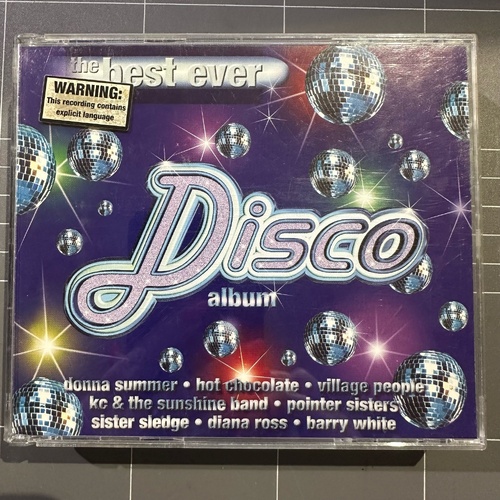 the best ever
WARNING:
This recording contains
explicit language
Disco
album
donna summer • hot chocolate • village people
kc & the sunshine band • pointer sisters
sister sledge • diana ross • barry white